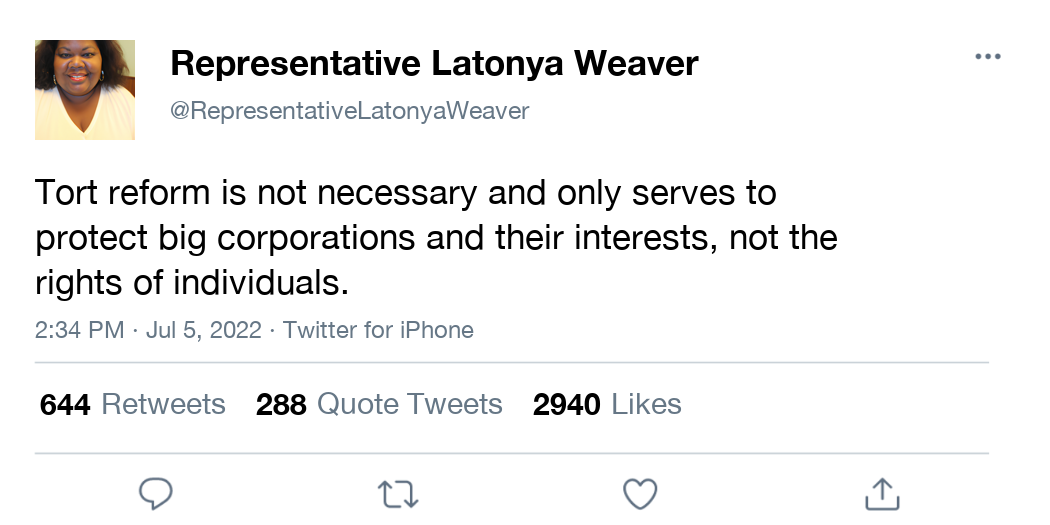 Representative Latonya Weaver
@RepresentativeLatonyaWeaver
Tort reform is not necessary and only serves to
protect big corporations and their interests, not the
rights of individuals.
2:34 PM · Jul 5, 2022 · Twitter for iPhone
644 Retweets 288 Quote Tweets 2940 Likes